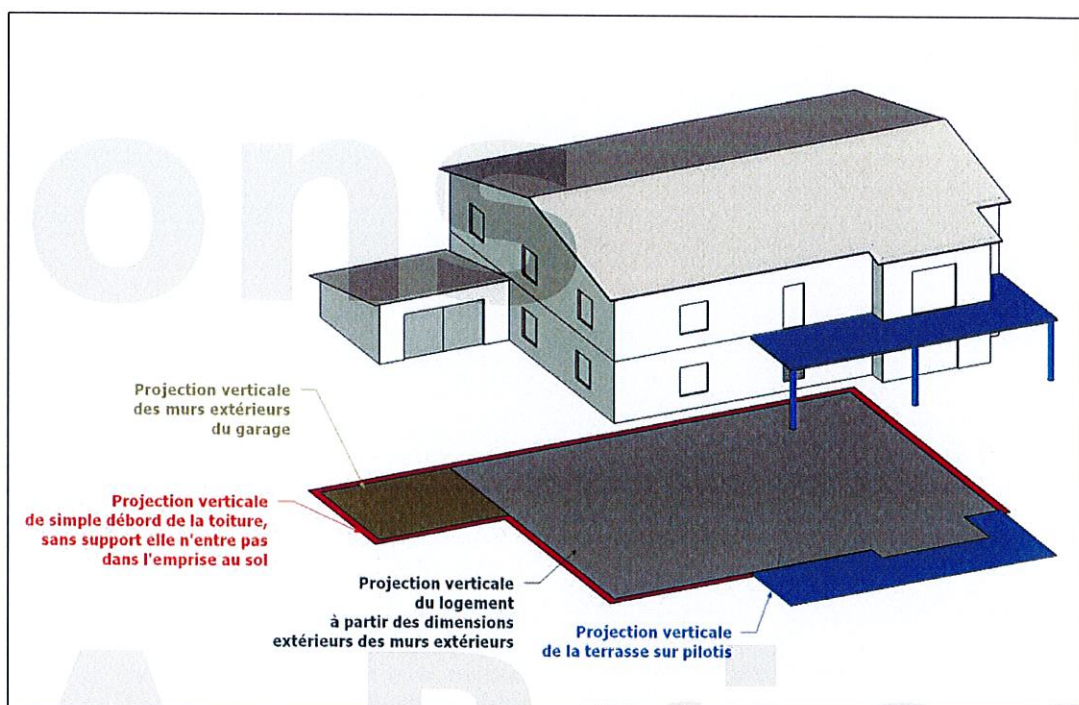 ons
Projection verticale
des murs extérieurs
du garage
Projection verticale
de simple débord de la toiture,
sans support elle n'entre pas
dans l'emprise au sol
Projection verticale
du logement
à partir des dimensions
extérieurs des murs extérieurs
Projection verticale
de la terrasse sur pilotis